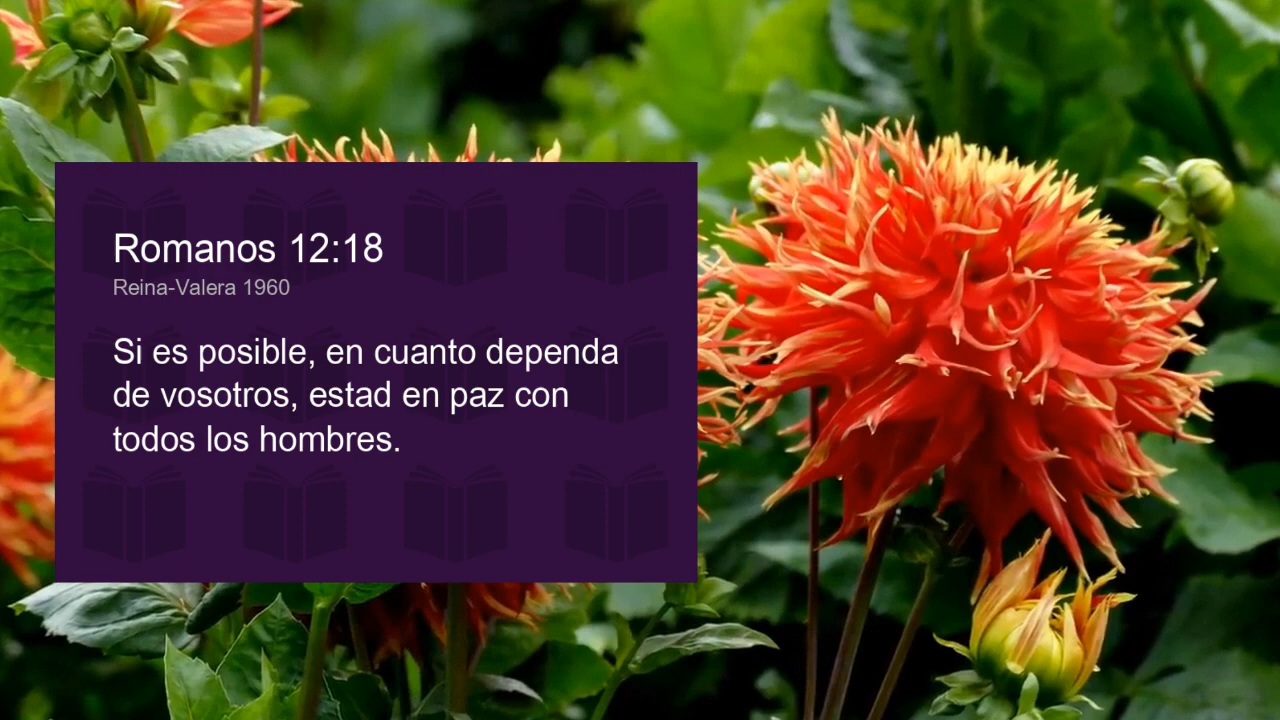 Romanos 12:18
Reina-Valera 1960
Si es posible, en cuanto dependa
de vosotros, estad en paz con
todos los hombres.